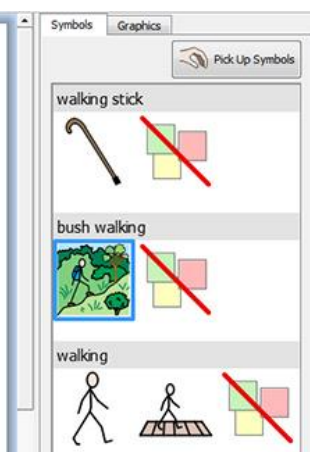 Symbols Graphics
Pick Up Symbols
walking stick
bush walking
walking